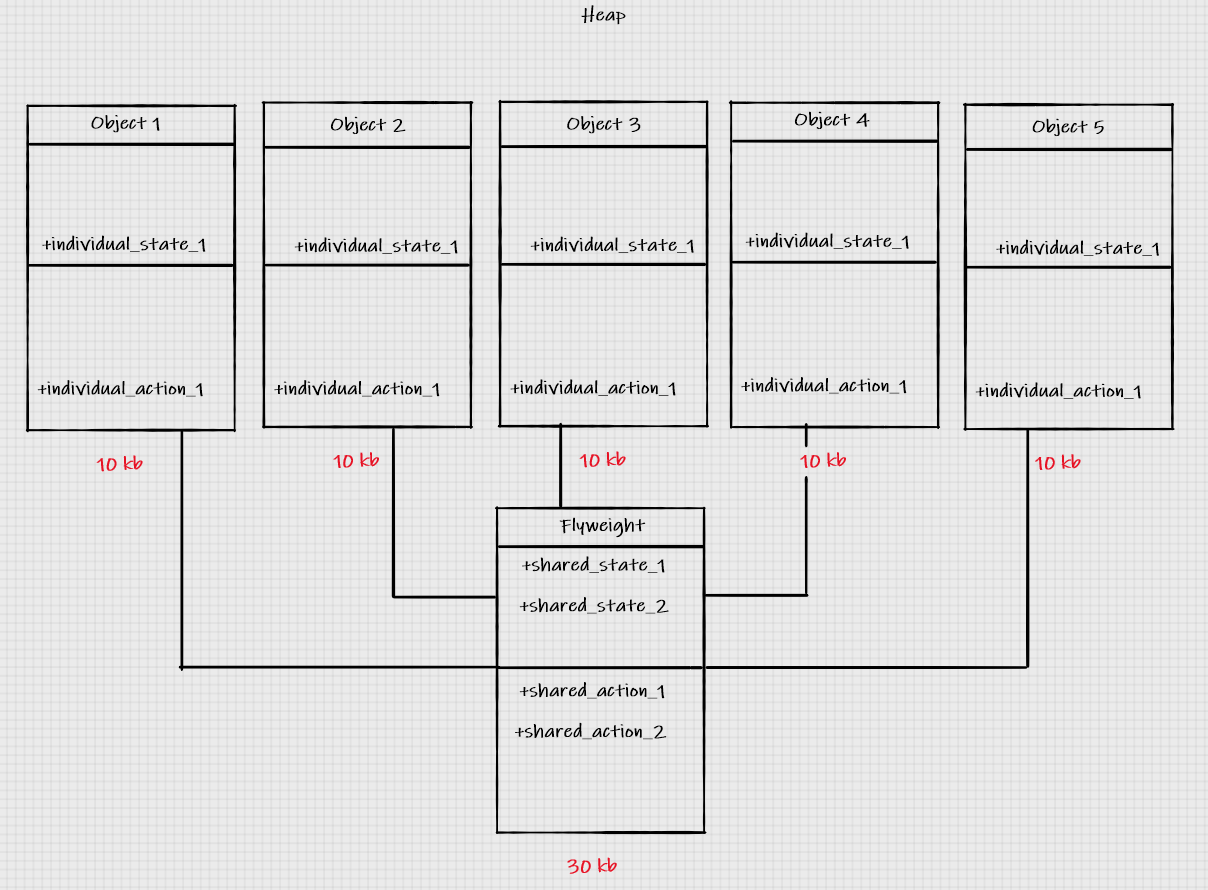 Heap
Object 1
+individual_state_1
+individual_action_1
10 kb
Object 2
+individual_state_1
+individual_action_1
10 kb
Object 3
+individual_state_1
+individual_action_1
10 kb
Object 4
+individual_state_1
+individual_action_1
10 kb
Object 5
+individual_state_1
+individual_action_1
10 kb
Flyweight
+shared_state_1
+shared_state_2
+shared_action_1
+shared_action_2
30 kb